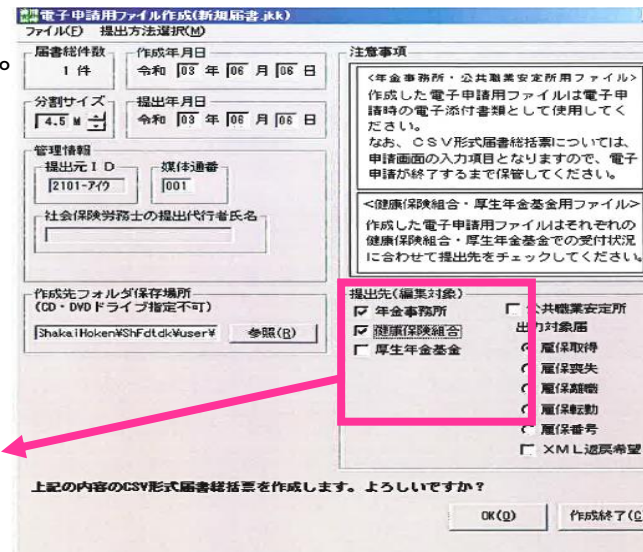 電子申請用ファイル作成(新規届書.jkk)
ファイル(F) 提出方法選択(M)
。
届書総件数
1 件
作成年月日
令和 03 年 06 月 06 日
分割サイズ
4.5 M
提出年月日
令和 03 年 06 月 06 日
管理情報
提出元ID
2101-アイウ
媒体通番
001
社会保険労務士の提出代行者氏名
作成先フォルダ保存場所
(CD・DVDドライブ指定不可)
ShakaiHoken¥ShFdtdk¥user¥
参照(R)
注意事項
<年金事務所・公共職業安定所用ファイル>
作成した電子申請用ファイルは電子申
請時の電子添付書類として使用してく
ださい。
なお、CSV形式届書総括票については、
申請画面の入力項目となりますので、電子
申請が終了するまで保管してください。
<健康保険組合・厚生年金基金用ファイル>
作成した電子申請用ファイルはそれぞれの
健康保険組合・厚生年金基金での受付状況
に合わせて提出先をチェックしてください。
提出先(編集対象)
年金事務所
健康保険組合
厚生年金基金
公共職業安定所
出力対象届
雇保取得
雇保喪失
雇保離職
雇保転勤
雇保番号
XML返戻希望
上記の内容のCSV形式届書総括票を作成します。よろしいですか?
OK(O)
作成終了(C